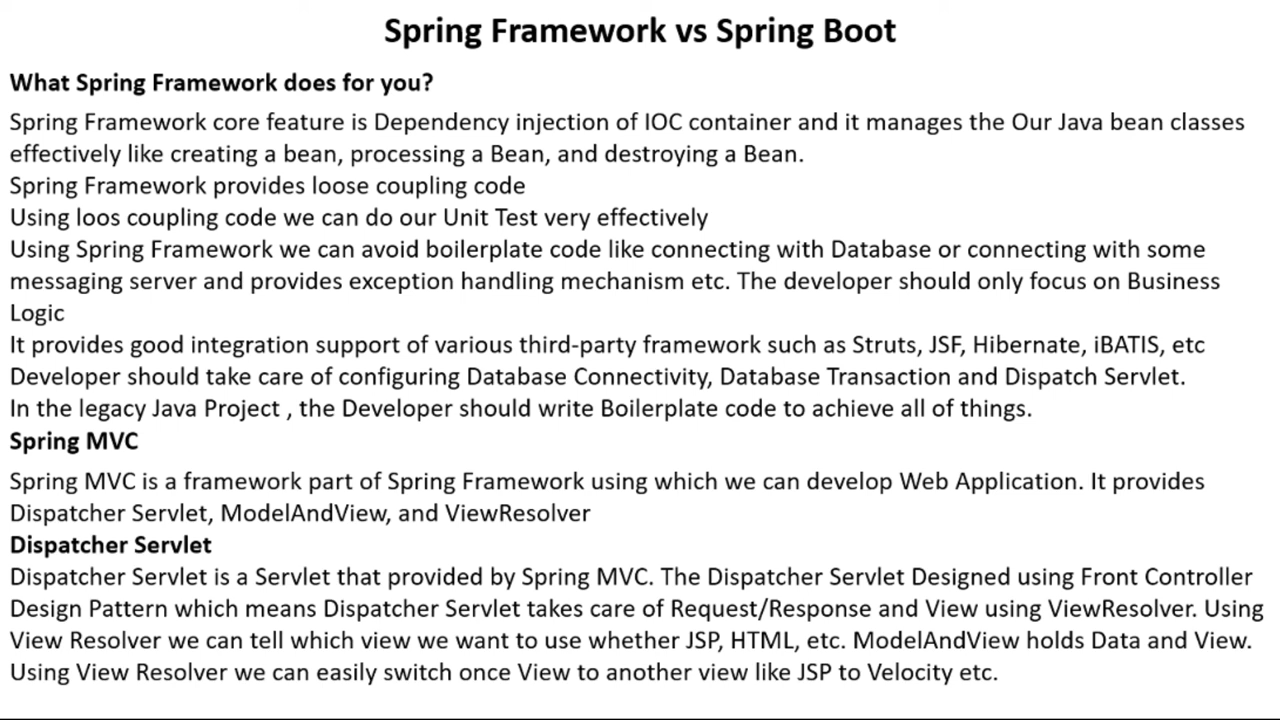 Spring Framework vs Spring Boot
What Spring Framework does for you?
Spring Framework core feature is Dependency injection of IOC container and it manages the Our Java bean classes
effectively like creating a bean, processing a Bean, and destroying a Bean.
Spring Framework provides loose coupling code
Using loos coupling code we can do our Unit Test very effectively
Using Spring Framework we can avoid boilerplate code like connecting with Database or connecting with some
messaging server and provides exception handling mechanism etc. The developer should only focus on Business
Logic
It provides good integration support of various third-party framework such as Struts, JSF, Hibernate, iBATIS, etc
Developer should take care of configuring Database Connectivity, Database Transaction and Dispatch Servlet.
In the legacy Java Project , the Developer should write Boilerplate code to achieve all of things.
Spring MVC
Spring MVC is a framework part of Spring Framework using which we can develop Web Application. It provides
Dispatcher Servlet, ModelAndView, and ViewResolver
Dispatcher Servlet
Dispatcher Servlet is a Servlet that provided by Spring MVC. The Dispatcher Servlet Designed using Front Controller
Design Pattern which means Dispatcher Servlet takes care of Request/Response and View using ViewResolver. Using
View Resolver we can tell which view we want to use whether JSP, HTML, etc. ModelAndView holds Data and View.
Using View Resolver we can easily switch once View to another view like JSP to Velocity etc.